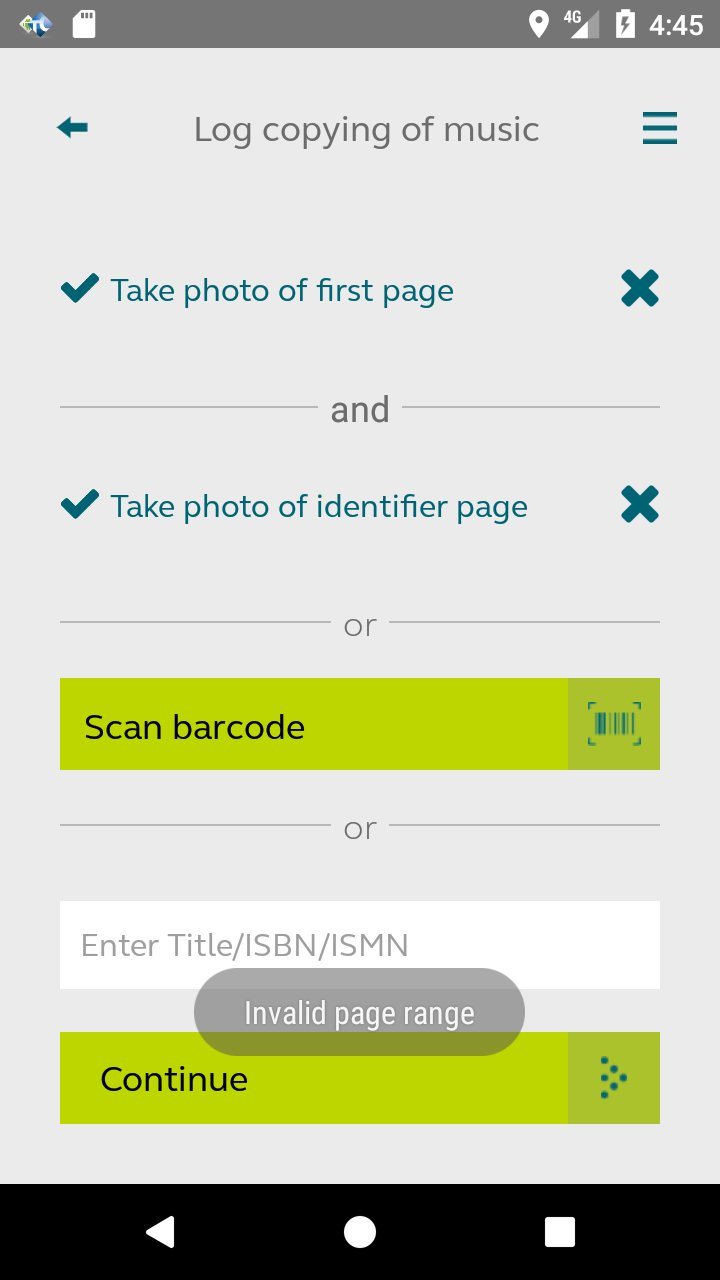 4G 4:45
Log copying of music
Take photo of first page
and
Take photo of identifier page
or
Scan barcode
or
Enter Title/ISBN/ISMN
Invalid page range
Continue